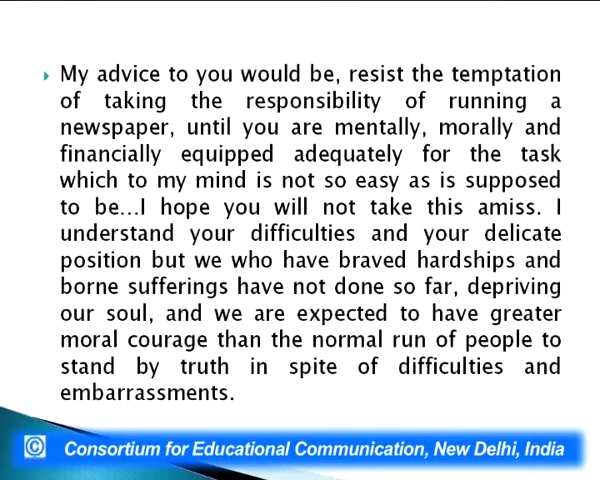 My advice to you would be, resist the temptation
of taking the responsibility of running a
newspaper, until you are mentally, morally and
financially equipped adequately for the task
which to my mind is not so easy as is supposed
to be...I hope you will not take this amiss. I
understand your difficulties and your delicate
position but we who have braved hardships and
borne sufferings have not done so far, depriving
our soul, and we are expected to have greater
moral courage than the normal run of people to
stand by truth in spite of difficulties and
embarrassments.
© Consortium for Educational Communication, New Delhi, India